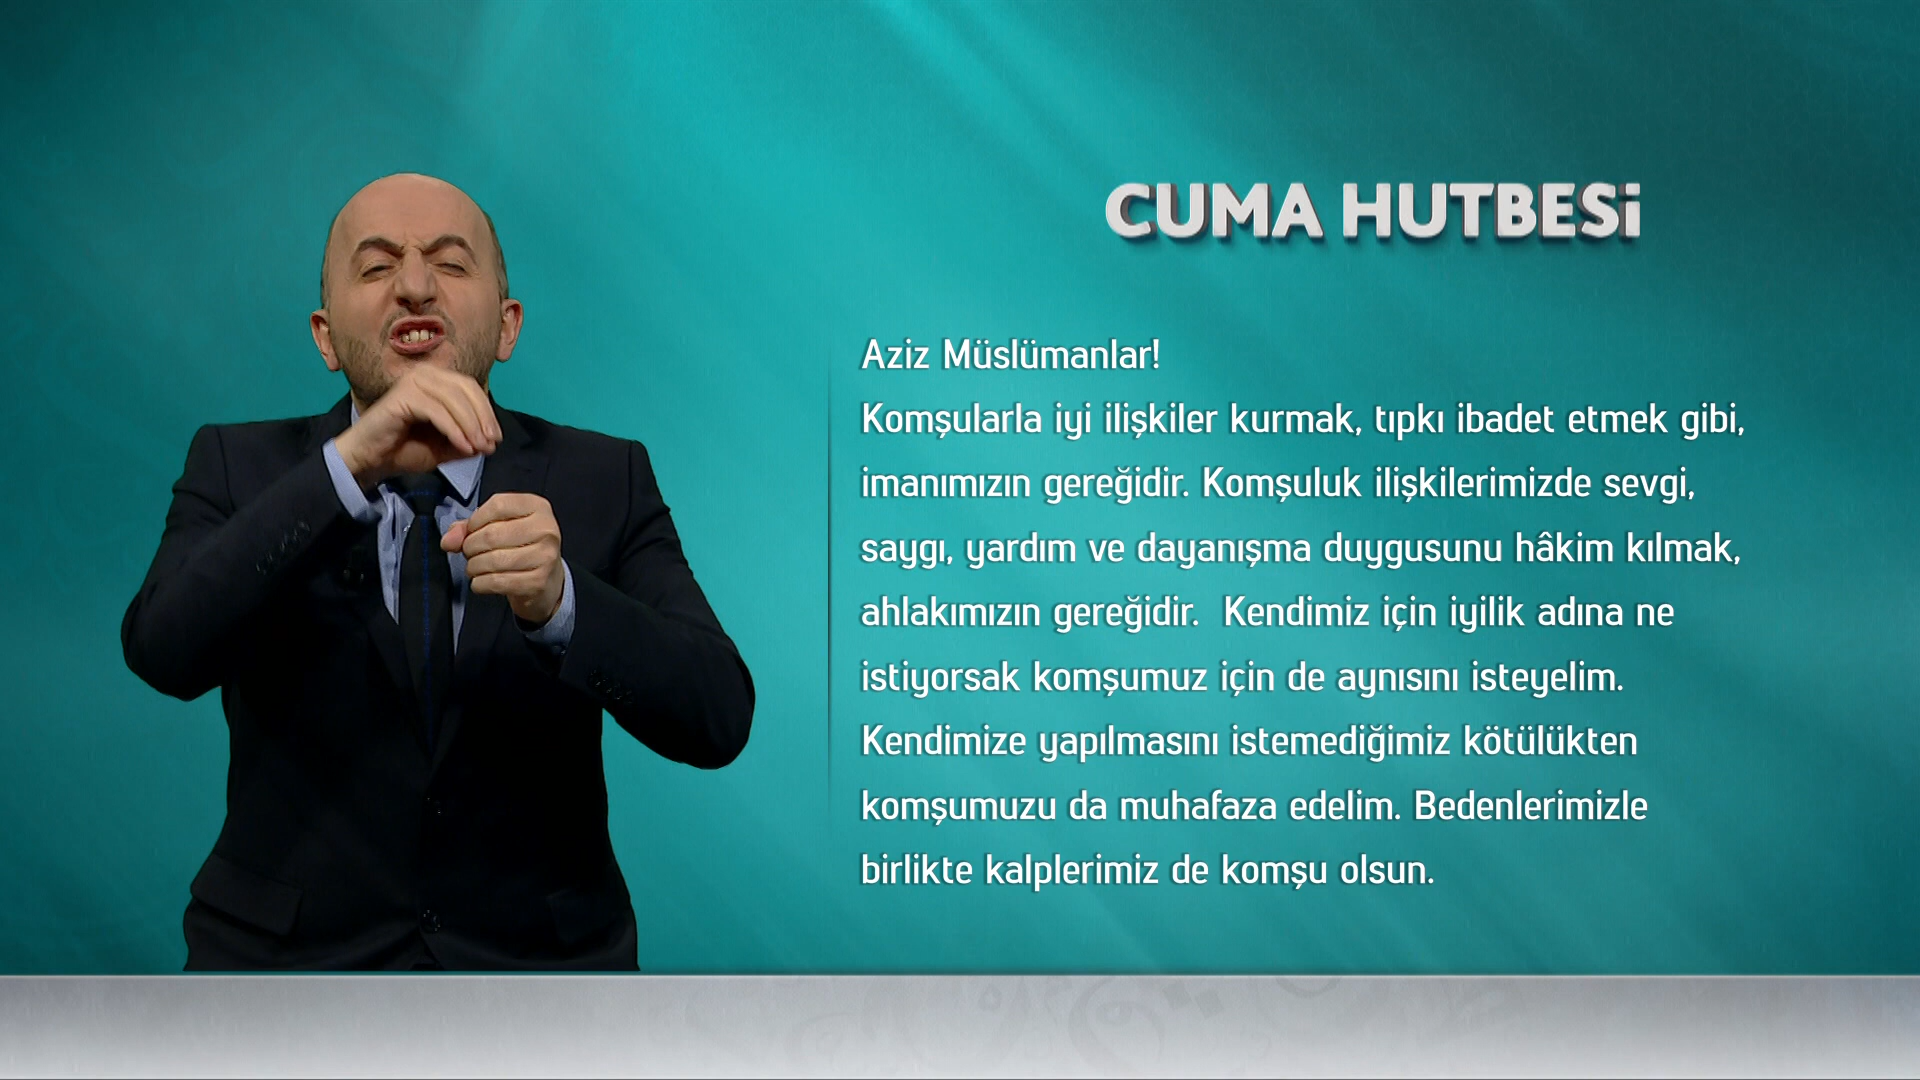 CUMA HUTBESİ
Aziz Müslümanlar!
Komşularla iyi ilişkiler kurmak, tıpkı ibadet etmek gibi,
imanımızın gereğidir. Komşuluk ilişkilerimizde sevgi,
saygı, yardım ve dayanışma duygusunu hâkim kılmak,
ahlakımızın gereğidir.  Kendimiz için iyilik adına ne
istiyorsak komşumuz için de aynısını isteyelim.
Kendimize yapılmasını istemediğimiz kötülükten
komşumuzu da muhafaza edelim. Bedenlerimizle
birlikte kalplerimiz de komşu olsun.